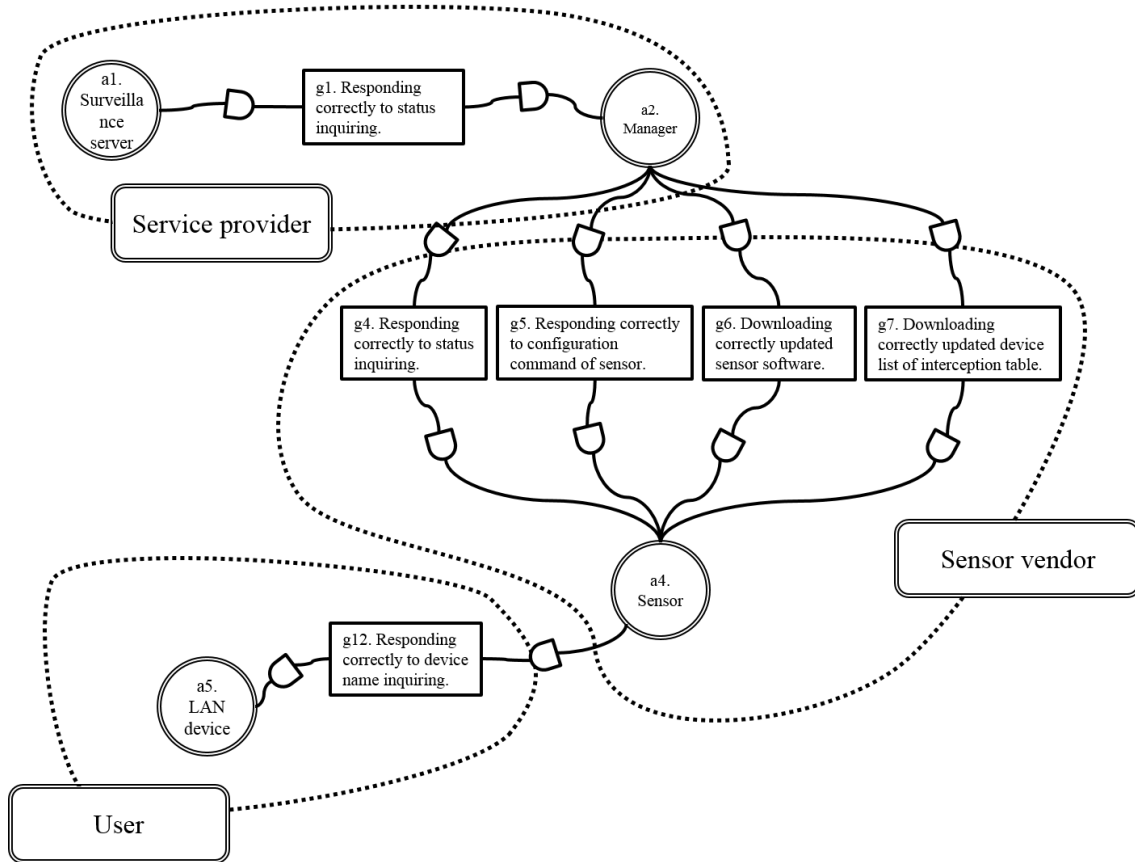 a1.
Surveilla
nce
server
g1. Responding
correctly to status
inquiring.
a2.
Manager
Service provider
g4. Responding
correctly to status
inquiring.
g5. Responding correctly
to configuration
command of sensor.
g6. Downloading
correctly updated
sensor software.
g7. Downloading
correctly updated device
list of interception table.
Sensor vendor
a4.
Sensor
g12. Responding
correctly to device
name inquiring.
a5.
LAN
device
User